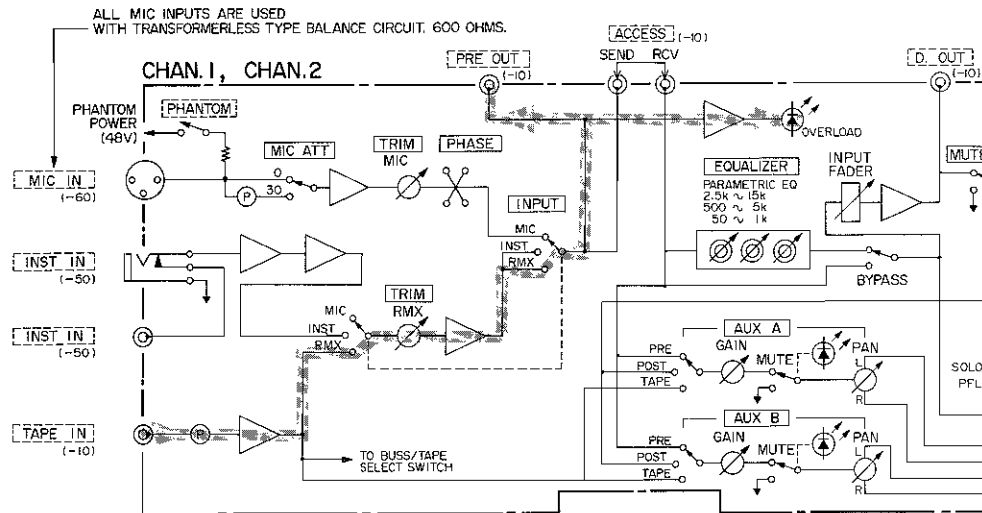 ALL MIC INPUTS ARE USED
WITH TRANSFORMERLESS TYPE BALANCE CIRCUIT. 600 OHMS.
CHAN.1, CHAN.2
PRE OUT
(-10)
ACCESS (-10)
SEND RCV
D. OUT
(-10)
PHANTOM
POWER
(48V)
PHANTOM
MIC IN
(-60)
MIC ATT
0
30
P
TRIM
MIC
PHASE
OVERLOAD
EQUALIZER
PARAMETRIC EQ
2.5k ~ 15k
500 ~ 5k
50 ~ 1k
INPUT
FADER
MUTE
BYPASS
INPUT
MIC
INST
RMX
INST IN
(-50)
INST IN
(-50)
MIC
INST
RMX
TRIM
RMX
TAPE IN
(-10)
P
TO BUSS/TAPE
SELECT SWITCH
AUX A
PRE
POST
TAPE
GAIN
MUTE
PAN
L
R
SOLO
PFL
AUX B
PRE
POST
TAPE
GAIN
MUTE
PAN
L
R